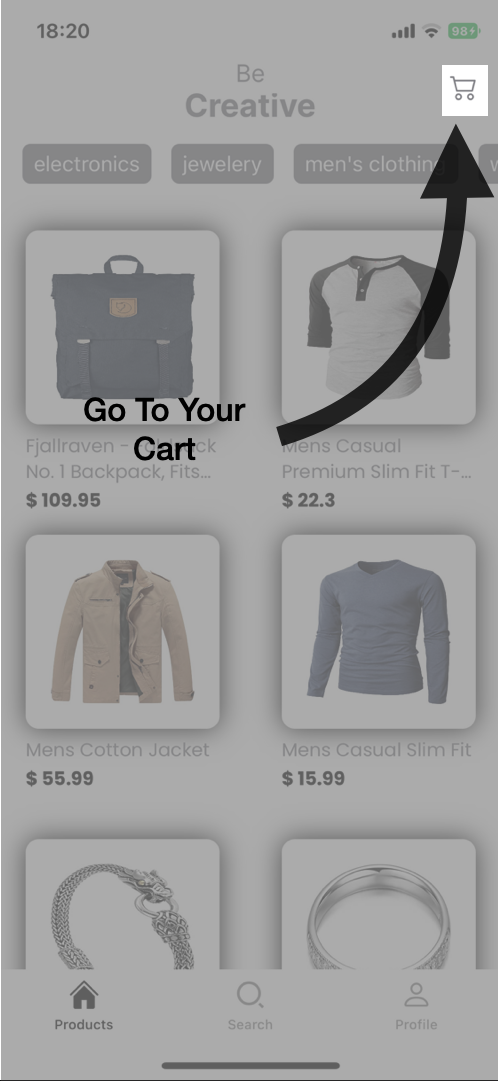 18:20
98
Be
Creative
electronics
jewelery
men's clothing
w
Go To Your
Cart
Fjallraven - Foldsack
No. 1 Backpack, Fits...
$ 109.95
Mens Casual
Premium Slim Fit T-...
$ 22.3
Mens Cotton Jacket
$ 55.99
Mens Casual Slim Fit
$ 15.99
Products
Search
Profile